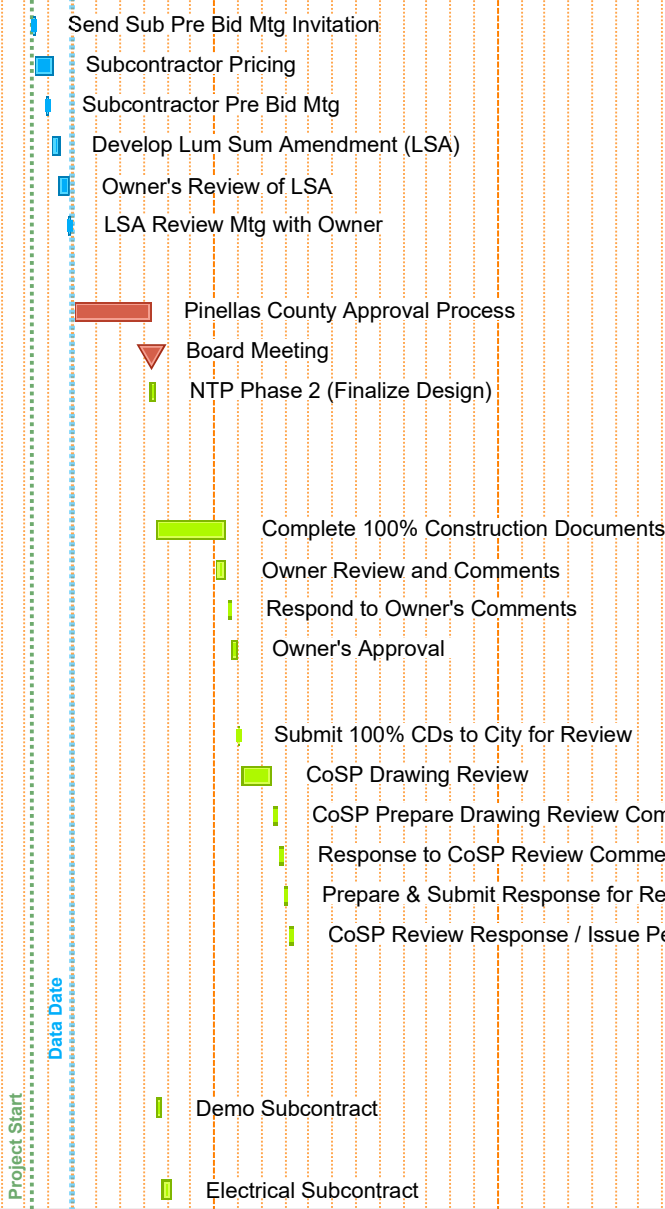 Send Sub Pre Bid Mtg Invitation
Subcontractor Pricing
Subcontractor Pre Bid Mtg
Develop Lum Sum Amendment (LSA)
Owner's Review of LSA
LSA Review Mtg with Owner
Pinellas County Approval Process
Board Meeting
NTP Phase 2 (Finalize Design)
Complete 100% Construction Documents
Owner Review and Comments
Respond to Owner's Comments
Owner's Approval
Submit 100% CDs to City for Review
CoSP Drawing Review
CoSP Prepare Drawing Review Com
Response to CoSP Review Comme
Prepare & Submit Response for Re
CoSP Review Response / Issue Pe
Data Date
Project Start
Demo Subcontract
Electrical Subcontract